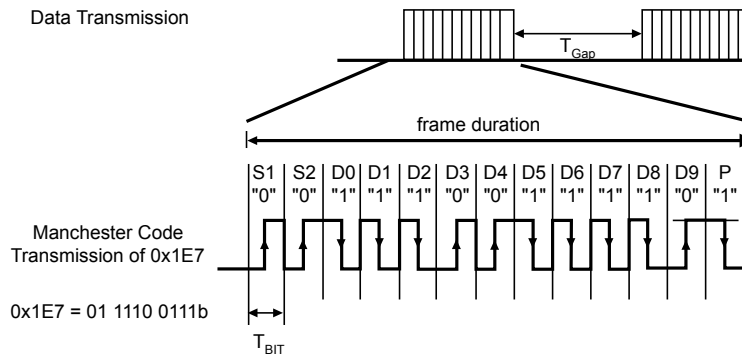 Data Transmission
T_Gap
frame duration
S1 S2 D0 D1 D2 D3 D4 D5 D6 D7 D8 D9 P
"0" "0" "1" "1" "1" "0" "0" "1" "1" "1" "1" "0" "1"
Manchester Code
Transmission of 0x1E7
0x1E7 = 01 1110 0111b
T_BIT